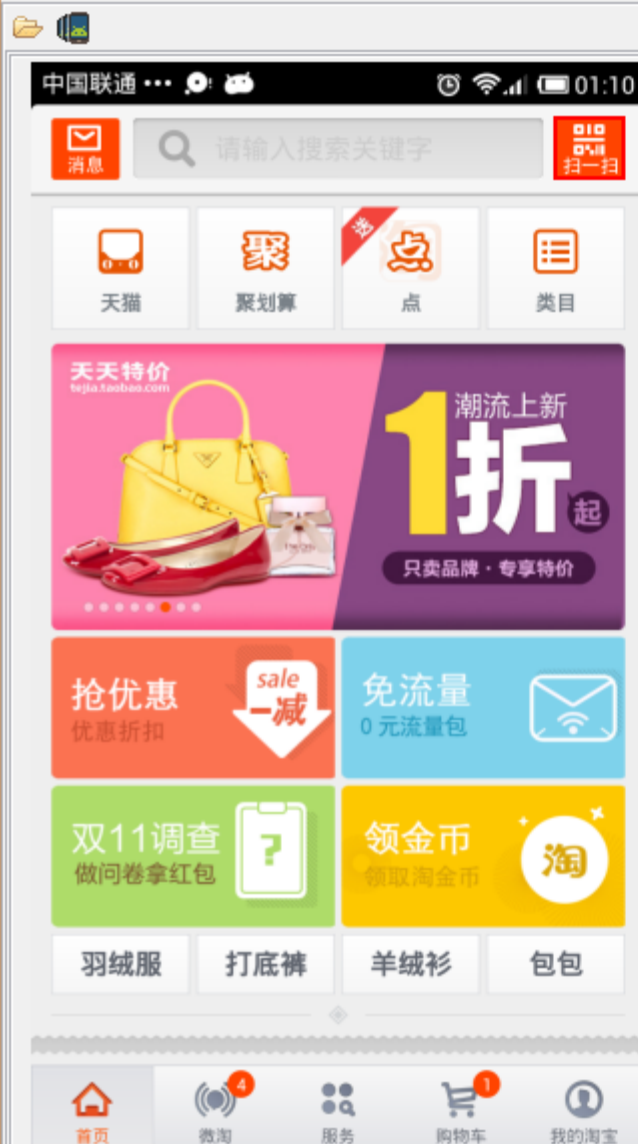 中国联通 ••• 01:10
消息
请输入搜索关键字
扫一扫
聚
送
点
天猫
聚划算
点
类目
天天特价
tejia.taobao.com
潮流上新
1折
起
只卖品牌·专享特价
抢优惠
优惠折扣
sale
一减
免流量
0 元流量包
双11调查
做问卷拿红包
?
领金币
领取淘金币
淘
羽绒服
打底裤
羊绒衫
包包
4
1
首页
微淘
服务
购物车
我的淘宝